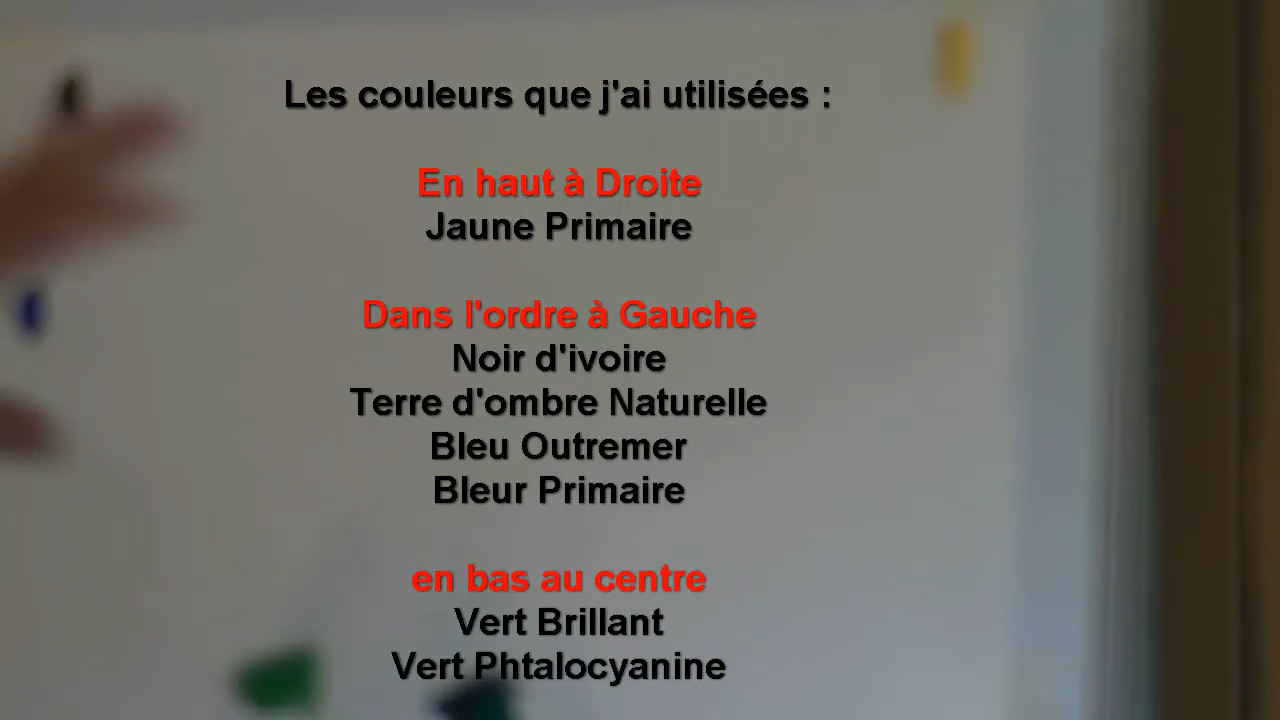 Les couleurs que j'ai utilisées :
En haut à Droite
Jaune Primaire
Dans l'ordre à Gauche
Noir d'ivoire
Terre d'ombre Naturelle
Bleu Outremer
Bleur Primaire
en bas au centre
Vert Brillant
Vert Phtalocyanine